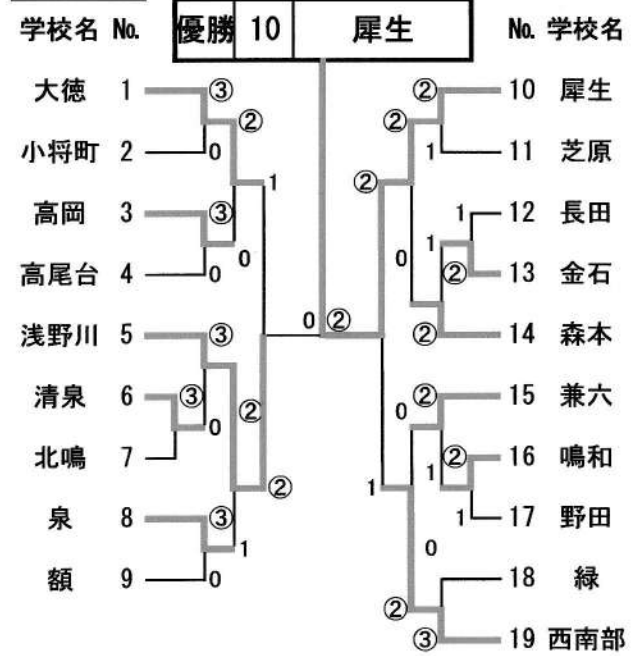 優勝 10 犀生
学校名 No. No. 学校名
大徳 1 ③ ② 10 犀生
② ②
小将町 2 0 1 11 芝原
1 ②
高岡 3 ③ 1 12 長田
0 0 1
高尾台 4 0 ② 13 金石
0 ②
浅野川 5 ③ ② 14 森本
清泉 6 ③ ② 15 兼六
② 0
0 1
北鳴 7 ② 16 鳴和
② 1
泉 8 ③ 1 17 野田
1 0
額 9 0 18 緑
②
③ 19 西南部